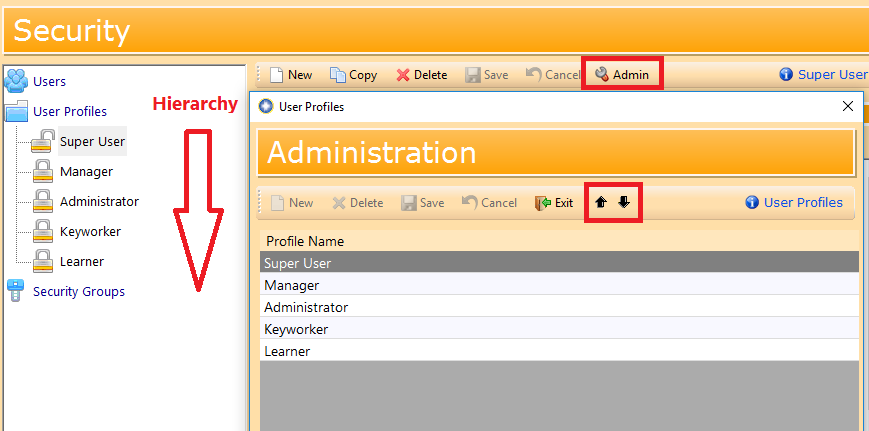 Security
Users
User Profiles
Super User
Manager
Administrator
Keyworker
Learner
Security Groups
Hierarchy
New Copy Delete Save Cancel Admin Super User
User Profiles
Administration
New Delete Save Cancel Exit User Profiles
Profile Name
Super User
Manager
Administrator
Keyworker
Learner